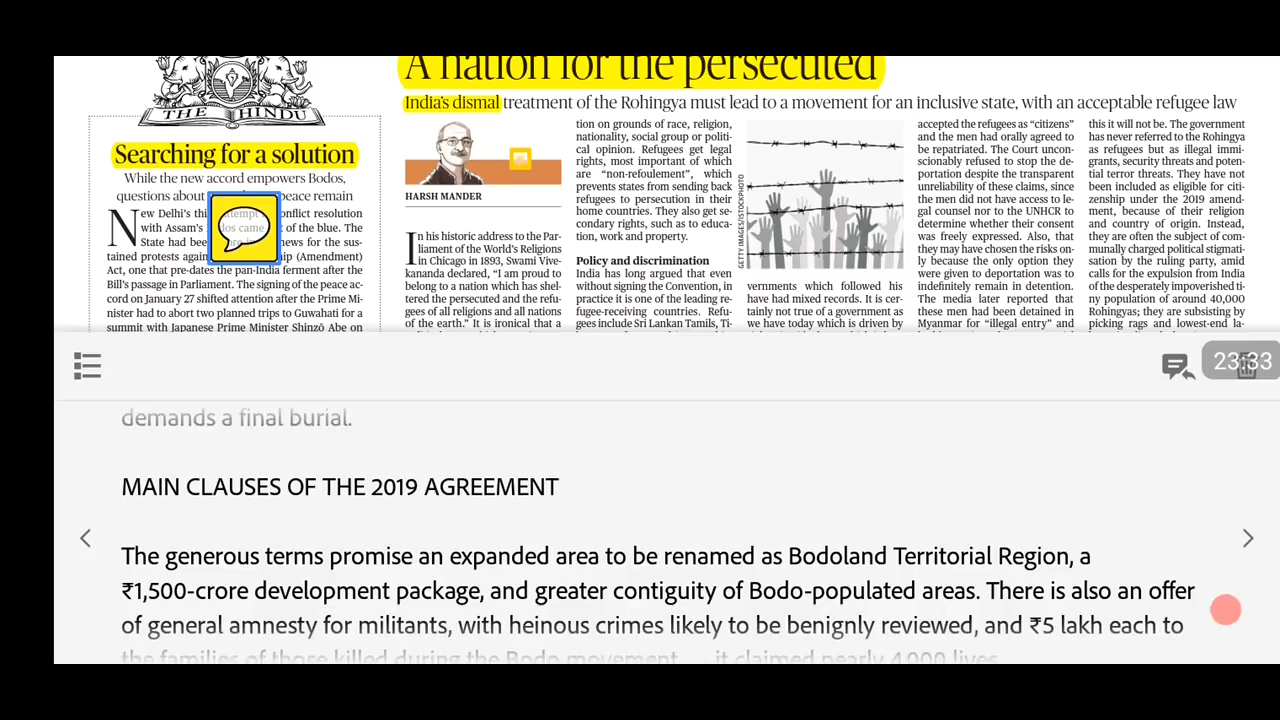 A nation for the persecuted
India's dismal treatment of the Rohingya must lead to a movement for an inclusive state, with an acceptable refugee law
THE HINDU
Searching for a solution
While the new accord empowers Bodos,
questions about peace remain
New Delhi's thi attempt onflict resolution
with Assam's dos came t of the blue. The
State had bee news for the sus-
tained protests again ip (Amendment)
Act, one that pre-dates the pan-India ferment after the
Bill's passage in Parliament. The signing of the peace ac-
cord on January 27 shifted attention after the Prime Mi-
nister had to abort two planned trips to Guwahati for a
summit with Japanese Prime Minister Shinzō Abe on
HARSH MANDER
In his historic address to the Par-
liament of the World's Religions
in Chicago in 1893, Swami Vive-
kananda declared, "I am proud to
belong to a nation which has shel-
tered the persecuted and the refu-
gees of all religions and all nations
of the earth." It is ironical that a
tion on grounds of race, religion,
nationality, social group or politi-
cal opinion. Refugees get legal
rights, most important of which
are "non-refoulement", which
prevents states from sending back
refugees to persecution in their
home countries. They also get se-
condary rights, such as to educa-
tion, work and property.
Policy and discrimination
India has long argued that even
without signing the Convention, in
practice it is one of the leading re-
fugee-receiving countries. Refu-
gees include Sri Lankan Tamils, Ti-
GETTY IMAGES/ISTOCKPHOTO
vernments which followed his
have had mixed records. It is cer-
tainly not true of a government as
we have today which is driven by
accepted the refugees as "citizens"
and the men had orally agreed to
be repatriated. The Court uncon-
scionably refused to stop the de-
portation despite the transparent
unreliability of these claims, since
the men did not have access to le-
gal counsel nor to the UNHCR to
determine whether their consent
was freely expressed. Also, that
they may have chosen the risks on-
ly because the only option they
were given to deportation was to
indefinitely remain in detention.
The media later reported that
these men had been detained in
Myanmar for "illegal entry" and
this it will not be. The government
has never referred to the Rohingya
as refugees but as illegal immi-
grants, security threats and poten-
tial terror threats. They have not
been included as eligible for citi-
zenship under the 2019 amend-
ment, because of their religion
and country of origin. Instead,
they are often the subject of com-
munally charged political stigmati-
sation by the ruling party, amid
calls for the expulsion from India
of the desperately impoverished ti-
ny population of around 40,000
Rohingyas; they are subsisting by
picking rags and lowest-end la-
23:33
demands a final burial.
MAIN CLAUSES OF THE 2019 AGREEMENT
The generous terms promise an expanded area to be renamed as Bodoland Territorial Region, a
₹1,500-crore development package, and greater contiguity of Bodo-populated areas. There is also an offer
of general amnesty for militants, with heinous crimes likely to be benignly reviewed, and ₹5 lakh each to
the families of those killed during the Bodo movement it claimed nearly 4,000 lives